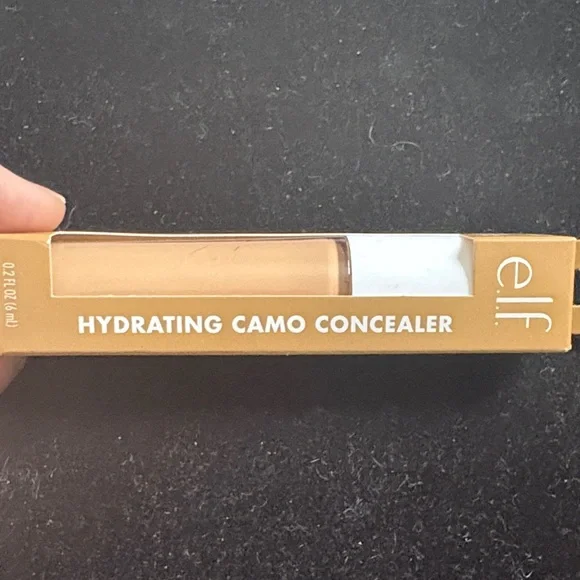 0.2 FL OZ (6 mL)
HYDRATING CAMO CONCEALER
e.l.f.